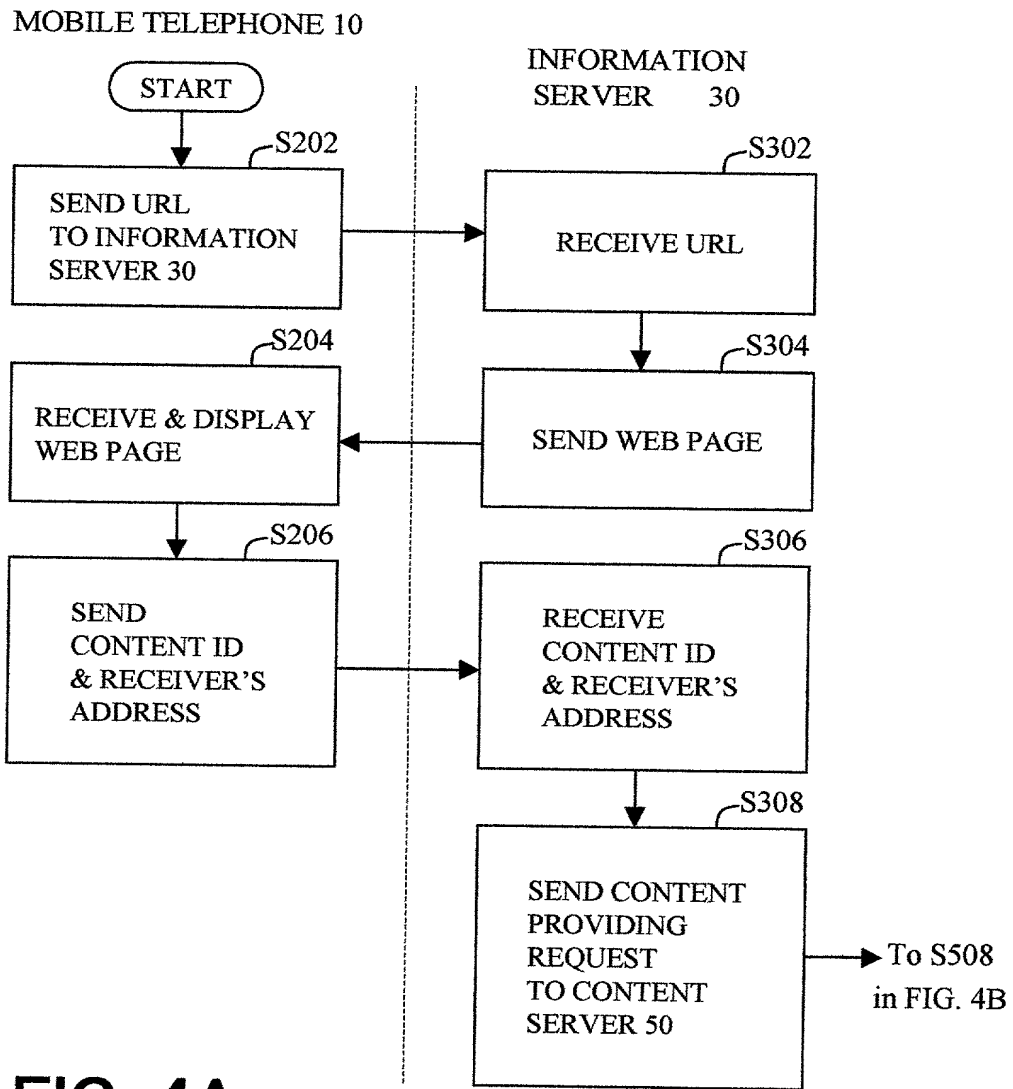 MOBILE TELEPHONE 10
INFORMATION
SERVER 30
START
S202
SEND URL
TO INFORMATION
SERVER 30
S302
RECEIVE URL
S204
RECEIVE & DISPLAY
WEB PAGE
S304
SEND WEB PAGE
S206
SEND
CONTENT ID
& RECEIVER'S
ADDRESS
S306
RECEIVE
CONTENT ID
& RECEIVER'S
ADDRESS
S308
SEND CONTENT
PROVIDING
REQUEST
TO CONTENT
SERVER 50
To S508
in FIG. 4B
FIG. 4A